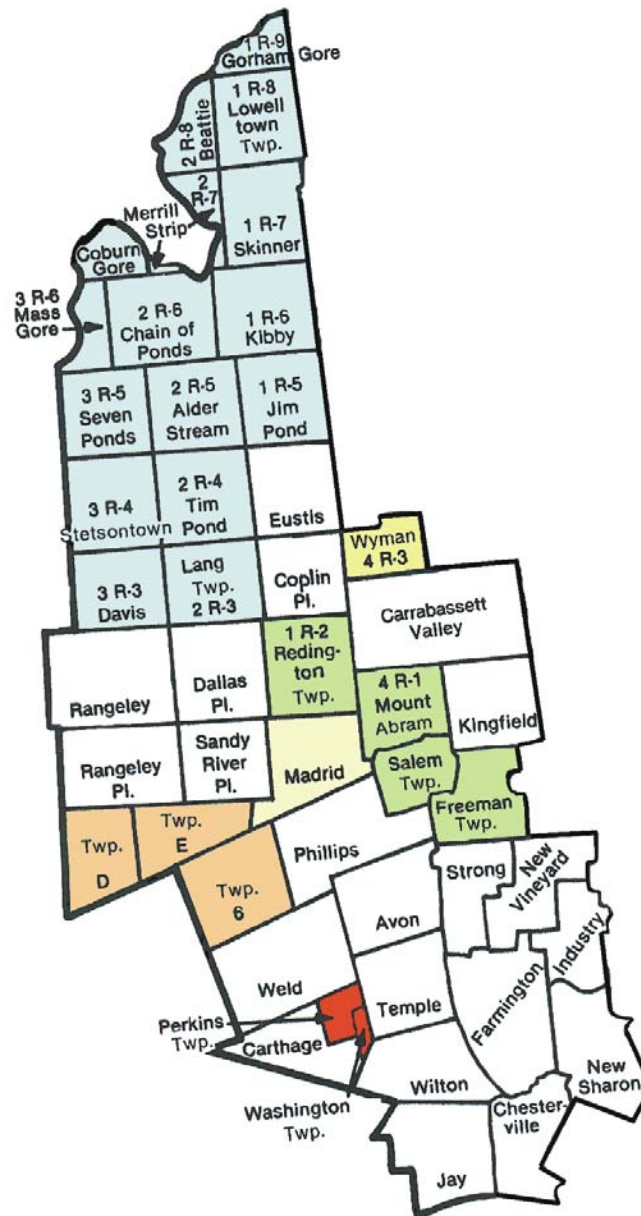 1 R-9
Gorham Gore
1 R-8
Lowell
town
Twp.
2 R-8
Beattie
2
R-7
Merrill
Strip
1 R-7
Skinner
Coburn
Gore
3 R-6
Mass
Gore
2 R-6
Chain of
Ponds
1 R-6
Kibby
3 R-5
Seven
Ponds
2 R-5
Alder
Stream
1 R-5
Jim
Pond
3 R-4
Stetsontown
2 R-4
Tim
Pond
Eustis
Wyman
4 R-3
3 R-3
Davis
Lang
Twp.
2 R-3
Coplin
Pl.
Carrabassett
Valley
Rangeley
Dallas
Pl.
1 R-2
Reding-
ton
Twp.
4 R-1
Mount
Abram
Kingfield
Rangeley
Pl.
Sandy
River
Pl.
Madrid
Salem
Twp.
Freeman
Twp.
Twp.
D
Twp.
E
Twp.
6
Phillips
Strong
New
Vineyard
Avon
Industry
Weld
Temple
Farmington
Perkins
Twp.
Carthage
Wilton
New
Sharon
Washington
Twp.
Chester-
ville
Jay